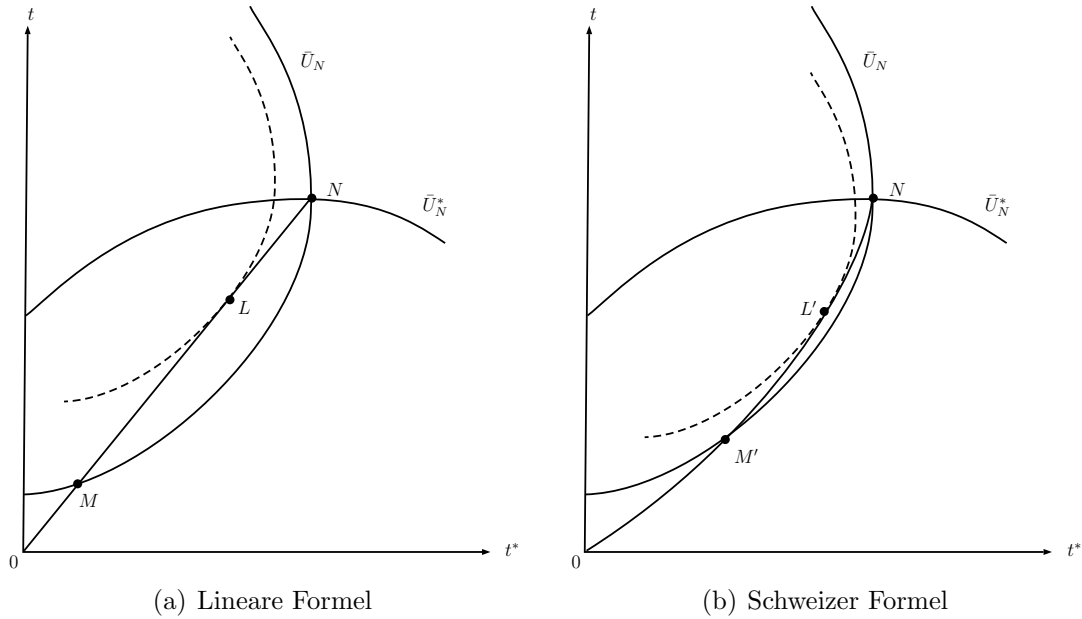 t
Ū_N
N
Ū*_N
L
M
0
t*
(a) Lineare Formel
t
Ū_N
N
Ū*_N
L′
M′
0
t*
(b) Schweizer Formel